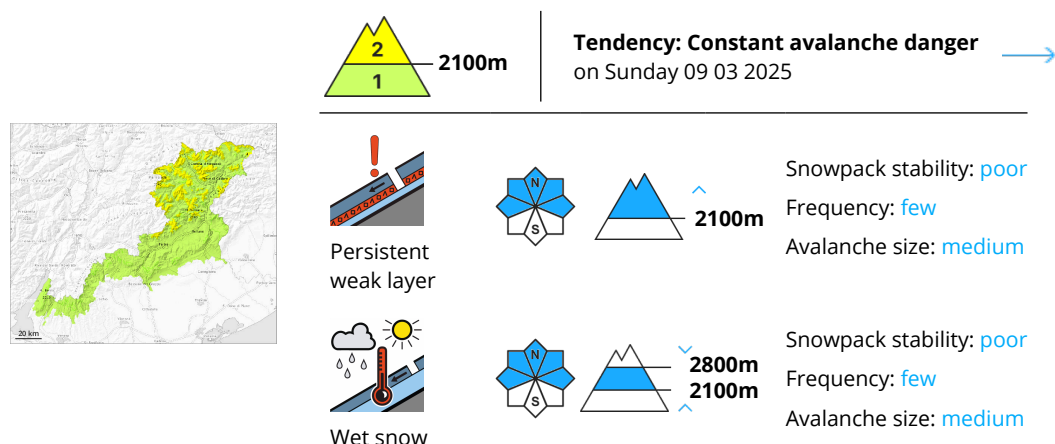 2
1
2100m
Tendency: Constant avalanche danger
on Sunday 09 03 2025
20 km
Persistent
weak layer
N
S
2100m
Snowpack stability: poor
Frequency: few
Avalanche size: medium
Wet snow
N
S
2800m
2100m
Snowpack stability: poor
Frequency: few
Avalanche size: medium